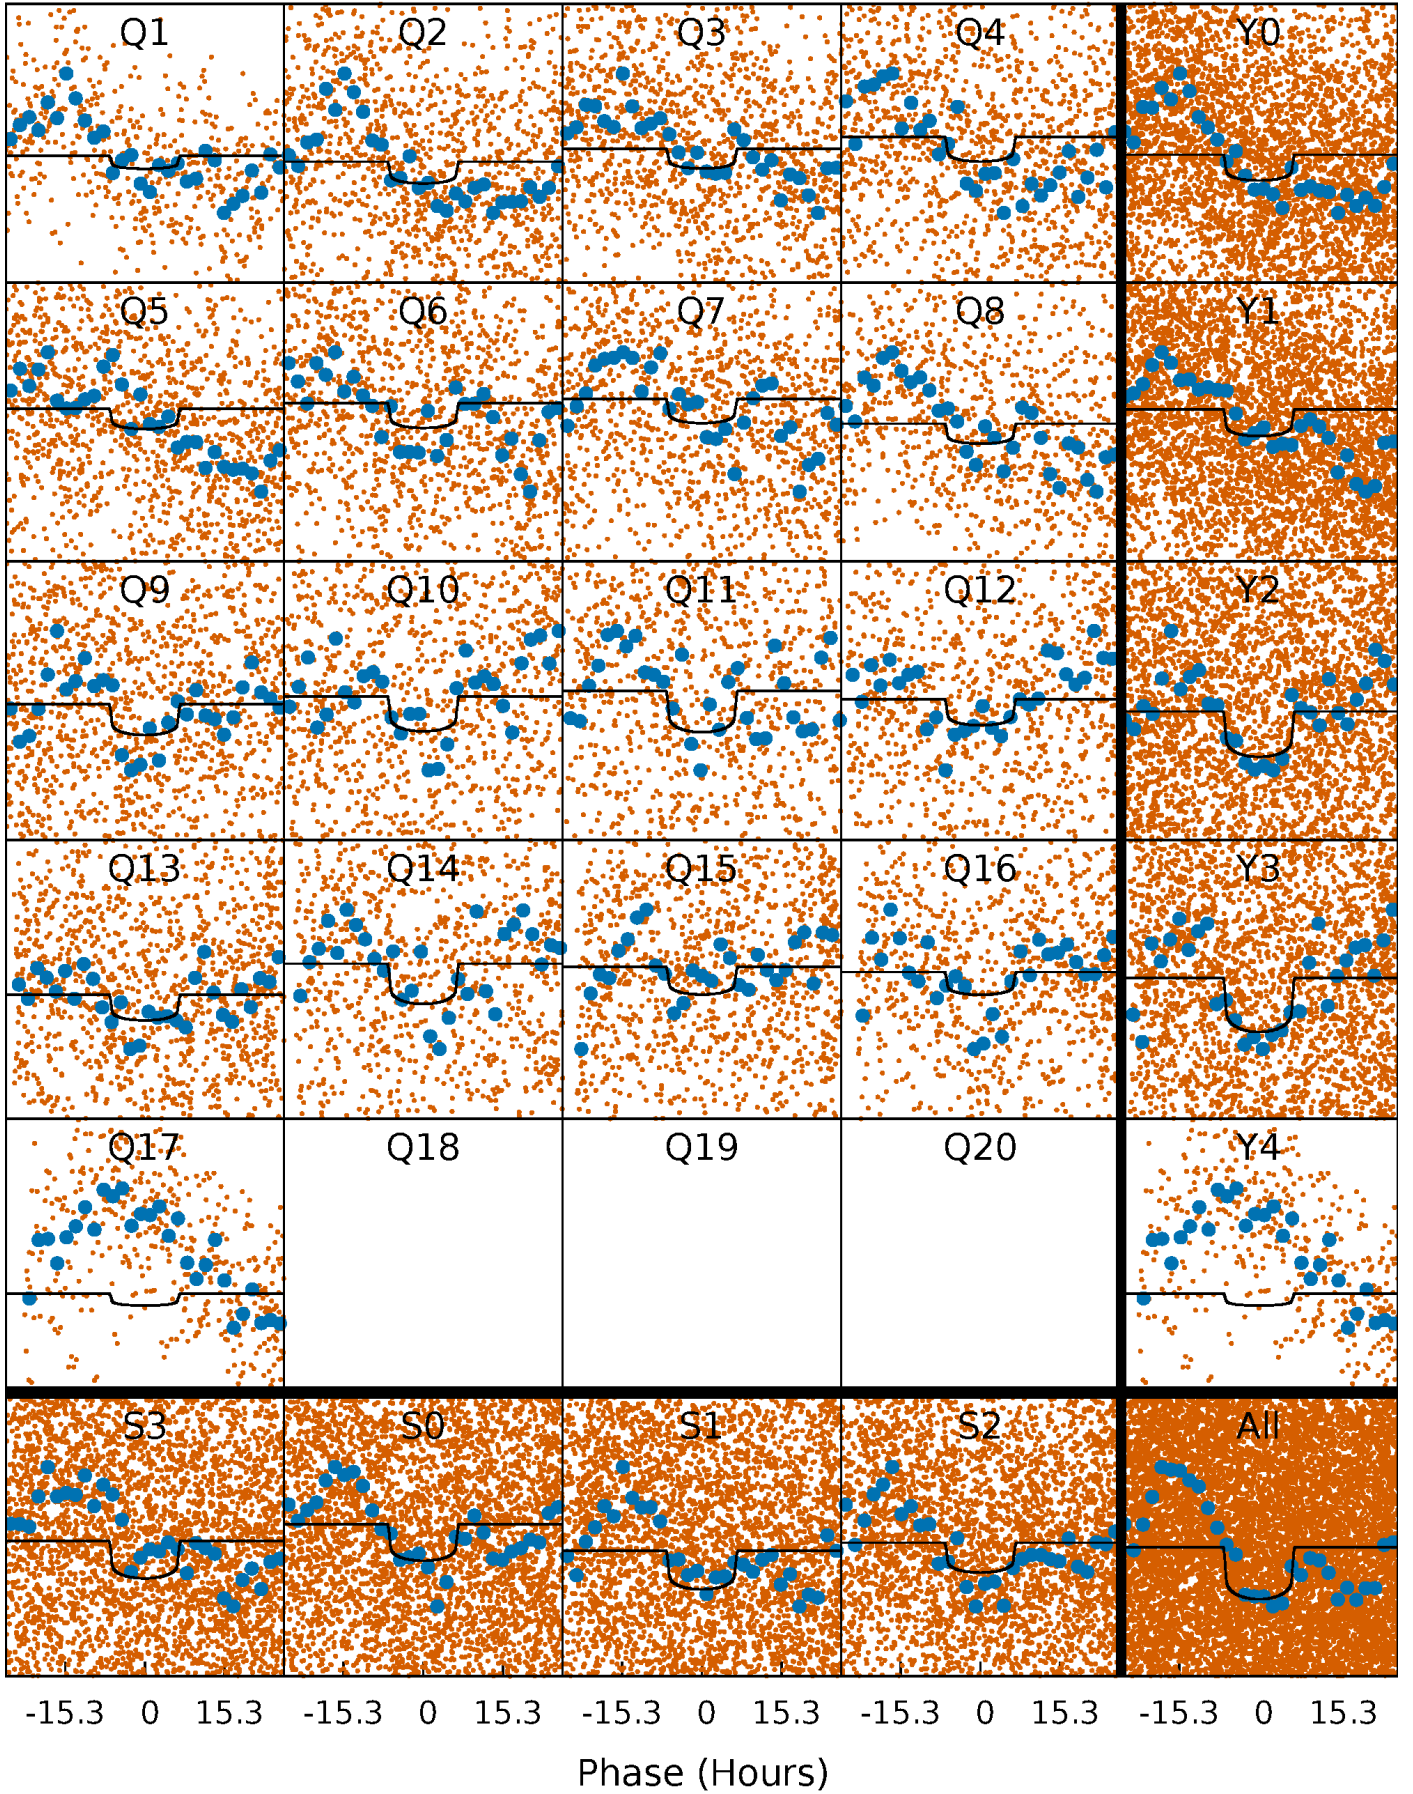 Q1 Q2 Q3 Q4 Y0
Q5 Q6 Q7 Q8 Y1
Q9 Q10 Q11 Q12 Y2
Q13 Q14 Q15 Q16 Y3
Q17 Q18 Q19 Q20 Y4
S3 S0 S1 S2 All
-15.3 0 15.3 -15.3 0 15.3 -15.3 0 15.3 -15.3 0 15.3 -15.3 0 15.3
Phase (Hours)